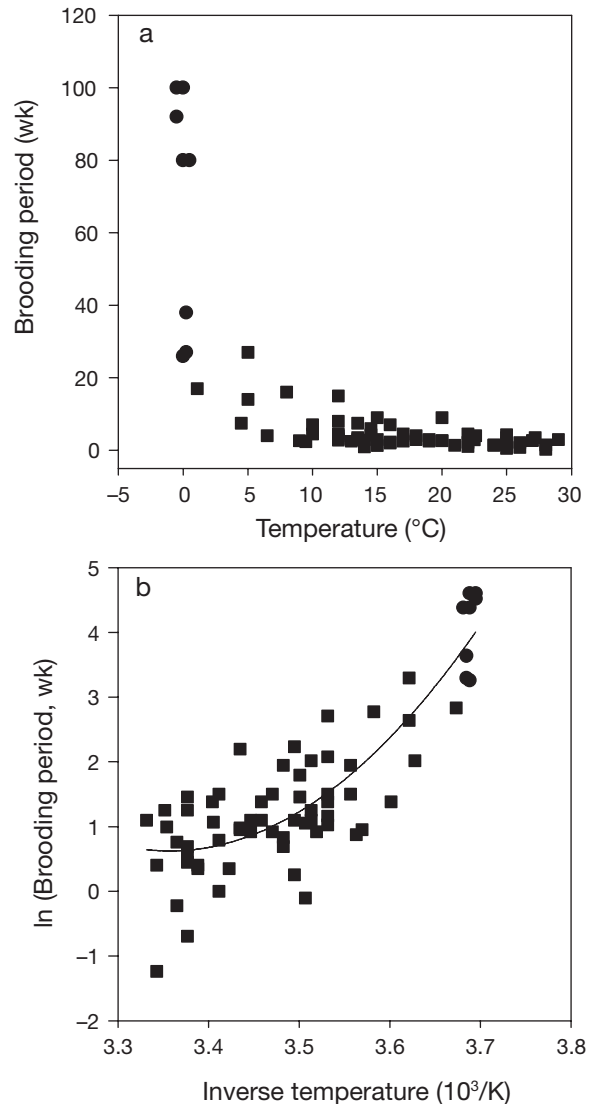 a
120
100
80
60
40
20
0
Brooding period (wk)
–5 0 5 10 15 20 25 30
Temperature (°C)
b
5
4
3
2
1
0
–1
–2
ln (Brooding period, wk)
3.3 3.4 3.5 3.6 3.7 3.8
Inverse temperature (10³/K)